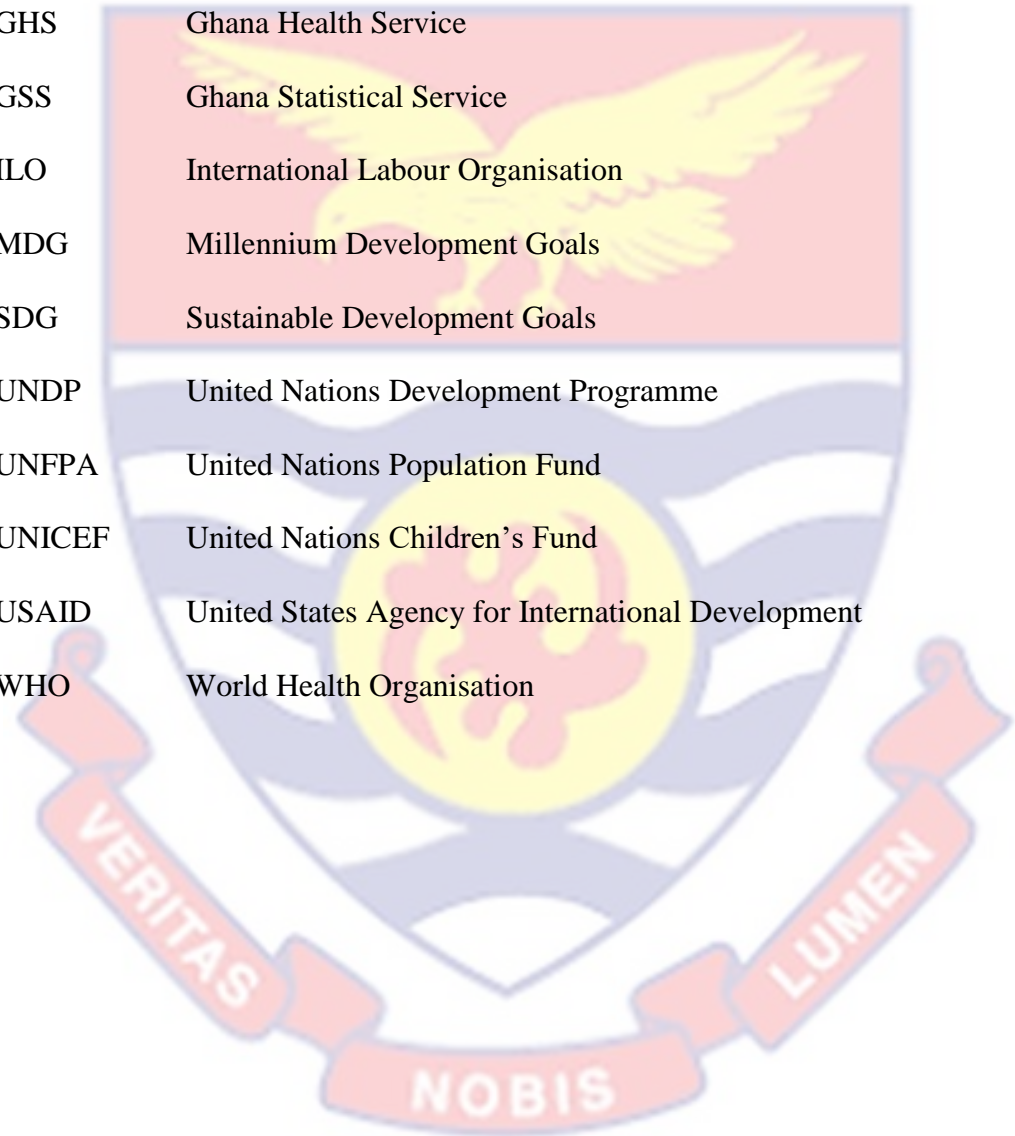 GHS Ghana Health Service
GSS Ghana Statistical Service
ILO International Labour Organisation
MDG Millennium Development Goals
SDG Sustainable Development Goals
UNDP United Nations Development Programme
UNFPA United Nations Population Fund
UNICEF United Nations Children’s Fund
USAID United States Agency for International Development
WHO World Health Organisation
VERITAS
NOBIS
LUMEN